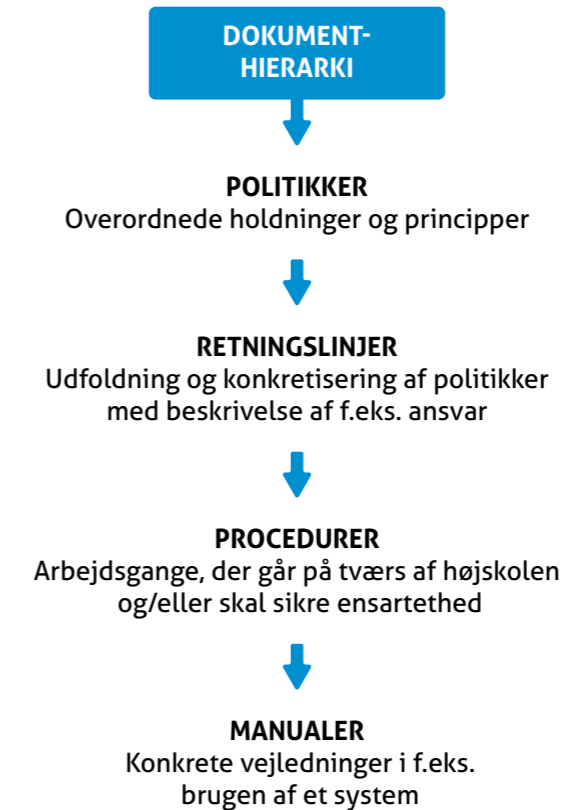 DOKUMENT-
HIERARKI
POLITIKKER
Overordnede holdninger og principper
RETNINGSLINJER
Udfoldning og konkretisering af politikker
med beskrivelse af f.eks. ansvar
PROCEDURER
Arbejdsgange, der går på tværs af højskolen
og/eller skal sikre ensartethed
MANUALER
Konkrete vejledninger i f.eks.
brugen af et system